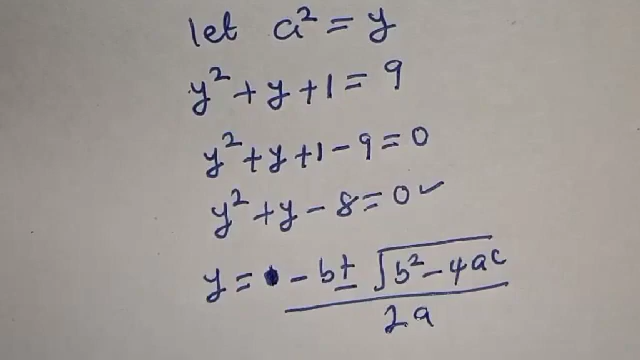 let a² = y
y² + y + 1 = 9
y² + y + 1 - 9 = 0
y² + y - 8 = 0 ✓
y = - b ± √b² - 4ac
2a